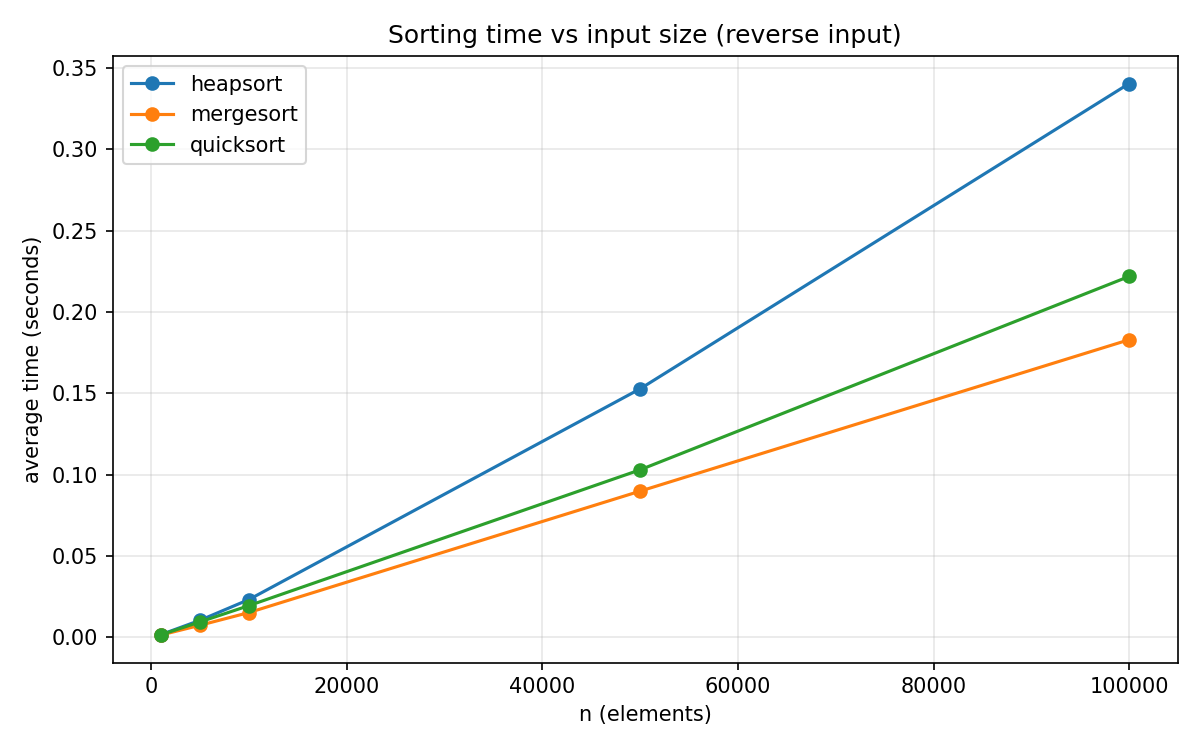 Sorting time vs input size (reverse input)
heapsort
mergesort
quicksort
average time (seconds)
0.35
0.30
0.25
0.20
0.15
0.10
0.05
0.00
0 20000 40000 60000 80000 100000
n (elements)